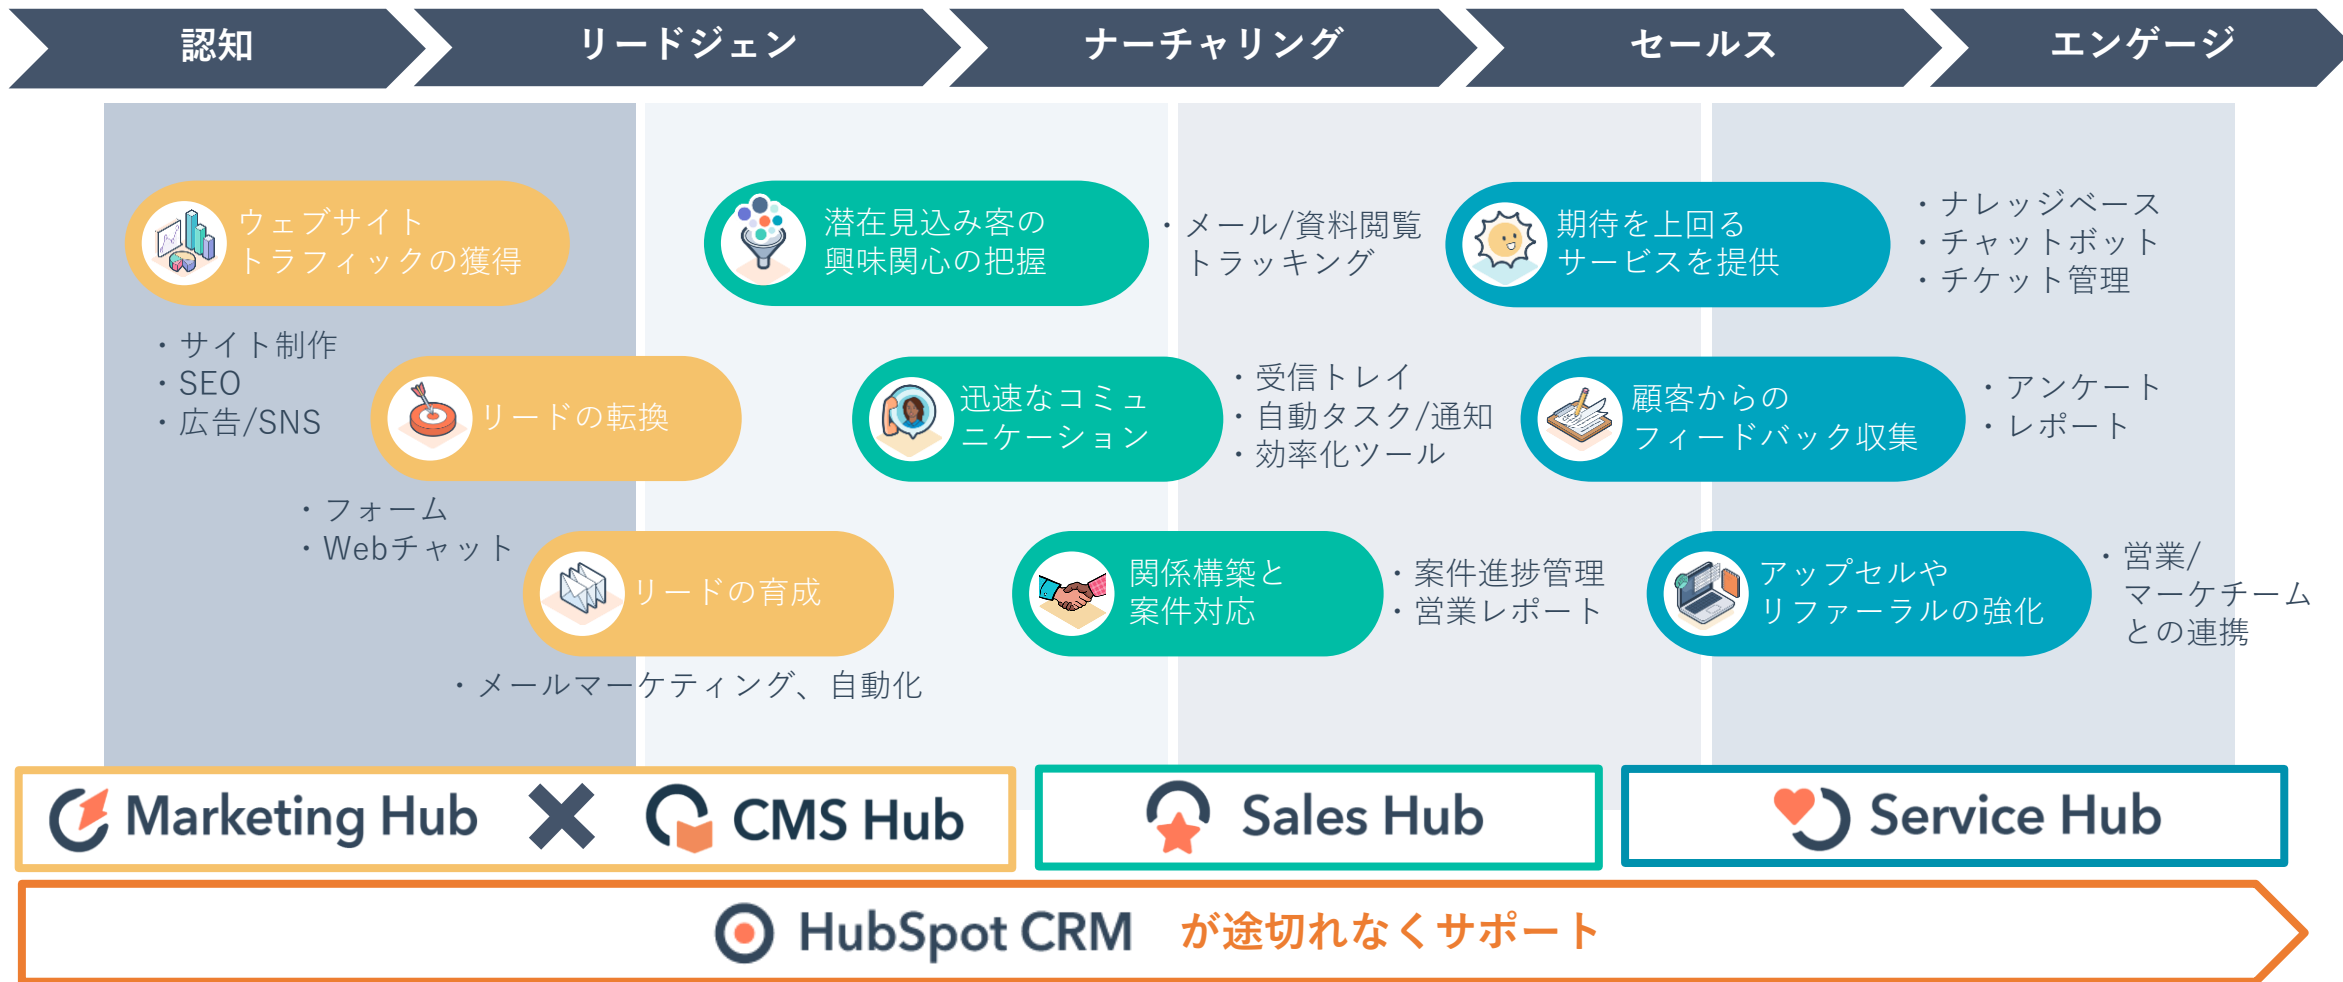 認知
リードジェン
ナーチャリング
セールス
エンゲージ
ウェブサイト
トラフィックの獲得
・サイト制作
・SEO
・広告/SNS
リードの転換
・フォーム
・Webチャット
リードの育成
・メールマーケティング、自動化
潜在見込み客の
興味関心の把握
・メール/資料閲覧
トラッキング
迅速なコミュ
ニケーション
・受信トレイ
・自動タスク/通知
・効率化ツール
関係構築と
案件対応
・案件進捗管理
・営業レポート
期待を上回る
サービスを提供
・ナレッジベース
・チャットボット
・チケット管理
顧客からの
フィードバック収集
・アンケート
・レポート
アップセルや
リファーラルの強化
・営業/
マーケチーム
との連携
Marketing Hub
CMS Hub
Sales Hub
Service Hub
HubSpot CRM が途切れなくサポート